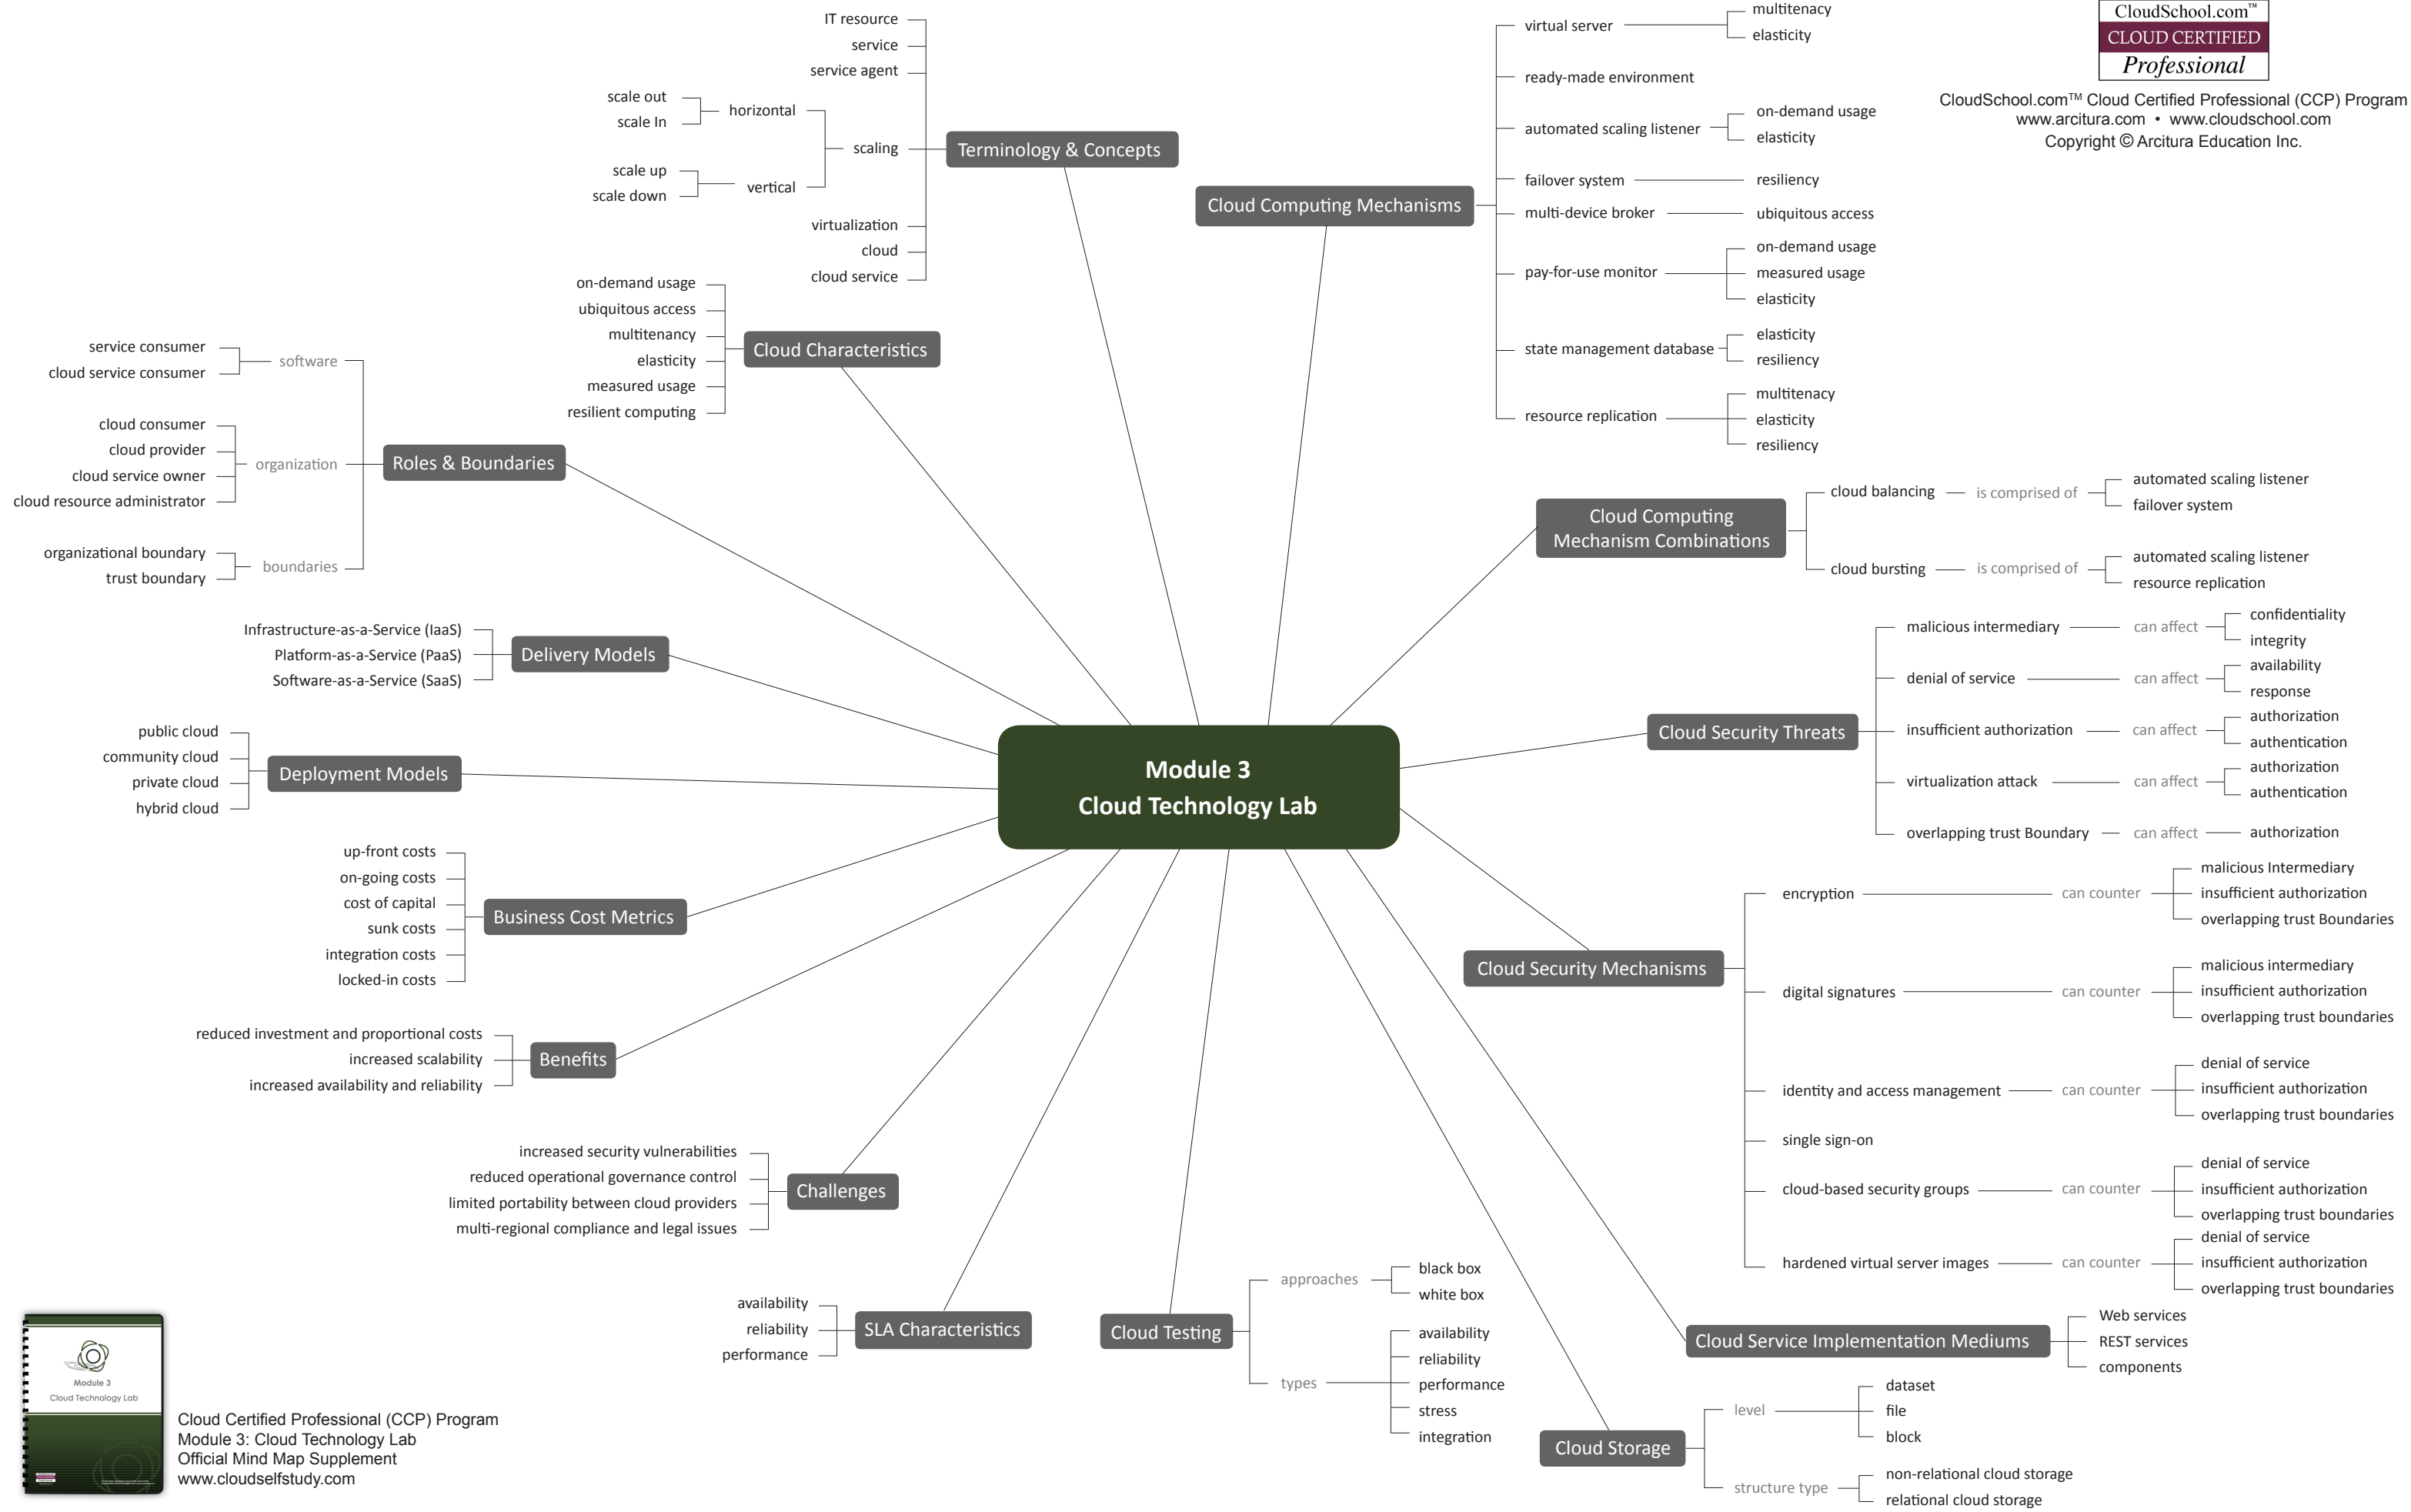 CloudSchool.com™
CLOUD CERTIFIED
Professional
CloudSchool.com™ Cloud Certified Professional (CCP) Program
www.arcitura.com • www.cloudschool.com
Copyright © Arcitura Education Inc.
Module 3
Cloud Technology Lab
Terminology & Concepts
IT resource
service
service agent
scaling
horizontal
scale out
scale In
vertical
scale up
scale down
virtualization
cloud
cloud service
Cloud Characteristics
on-demand usage
ubiquitous access
multitenancy
elasticity
measured usage
resilient computing
Roles & Boundaries
software
service consumer
cloud service consumer
organization
cloud consumer
cloud provider
cloud service owner
cloud resource administrator
boundaries
organizational boundary
trust boundary
Delivery Models
Infrastructure-as-a-Service (IaaS)
Platform-as-a-Service (PaaS)
Software-as-a-Service (SaaS)
Deployment Models
public cloud
community cloud
private cloud
hybrid cloud
Business Cost Metrics
up-front costs
on-going costs
cost of capital
sunk costs
integration costs
locked-in costs
Benefits
reduced investment and proportional costs
increased scalability
increased availability and reliability
Challenges
increased security vulnerabilities
reduced operational governance control
limited portability between cloud providers
multi-regional compliance and legal issues
SLA Characteristics
availability
reliability
performance
Cloud Testing
approaches
black box
white box
types
availability
reliability
performance
stress
integration
Cloud Storage
level
dataset
file
block
structure type
non-relational cloud storage
relational cloud storage
Cloud Service Implementation Mediums
Web services
REST services
components
Cloud Security Mechanisms
encryption
can counter
malicious Intermediary
insufficient authorization
overlapping trust Boundaries
digital signatures
can counter
malicious intermediary
insufficient authorization
overlapping trust boundaries
identity and access management
can counter
denial of service
insufficient authorization
overlapping trust boundaries
single sign-on
cloud-based security groups
can counter
denial of service
insufficient authorization
overlapping trust boundaries
hardened virtual server images
can counter
denial of service
insufficient authorization
overlapping trust boundaries
Cloud Security Threats
malicious intermediary
can affect
confidentiality
integrity
denial of service
can affect
availability
response
insufficient authorization
can affect
authorization
authentication
virtualization attack
can affect
authorization
authentication
overlapping trust Boundary
can affect
authorization
Cloud Computing
Mechanism Combinations
cloud balancing
is comprised of
automated scaling listener
failover system
cloud bursting
is comprised of
automated scaling listener
resource replication
Cloud Computing Mechanisms
virtual server
multitenacy
elasticity
ready-made environment
automated scaling listener
on-demand usage
elasticity
failover system
resiliency
multi-device broker
ubiquitous access
pay-for-use monitor
on-demand usage
measured usage
elasticity
state management database
elasticity
resiliency
resource replication
multitenacy
elasticity
resiliency
Module 3
Cloud Technology Lab
Cloud Certified Professional (CCP) Program
Module 3: Cloud Technology Lab
Official Mind Map Supplement
www.cloudselfstudy.com